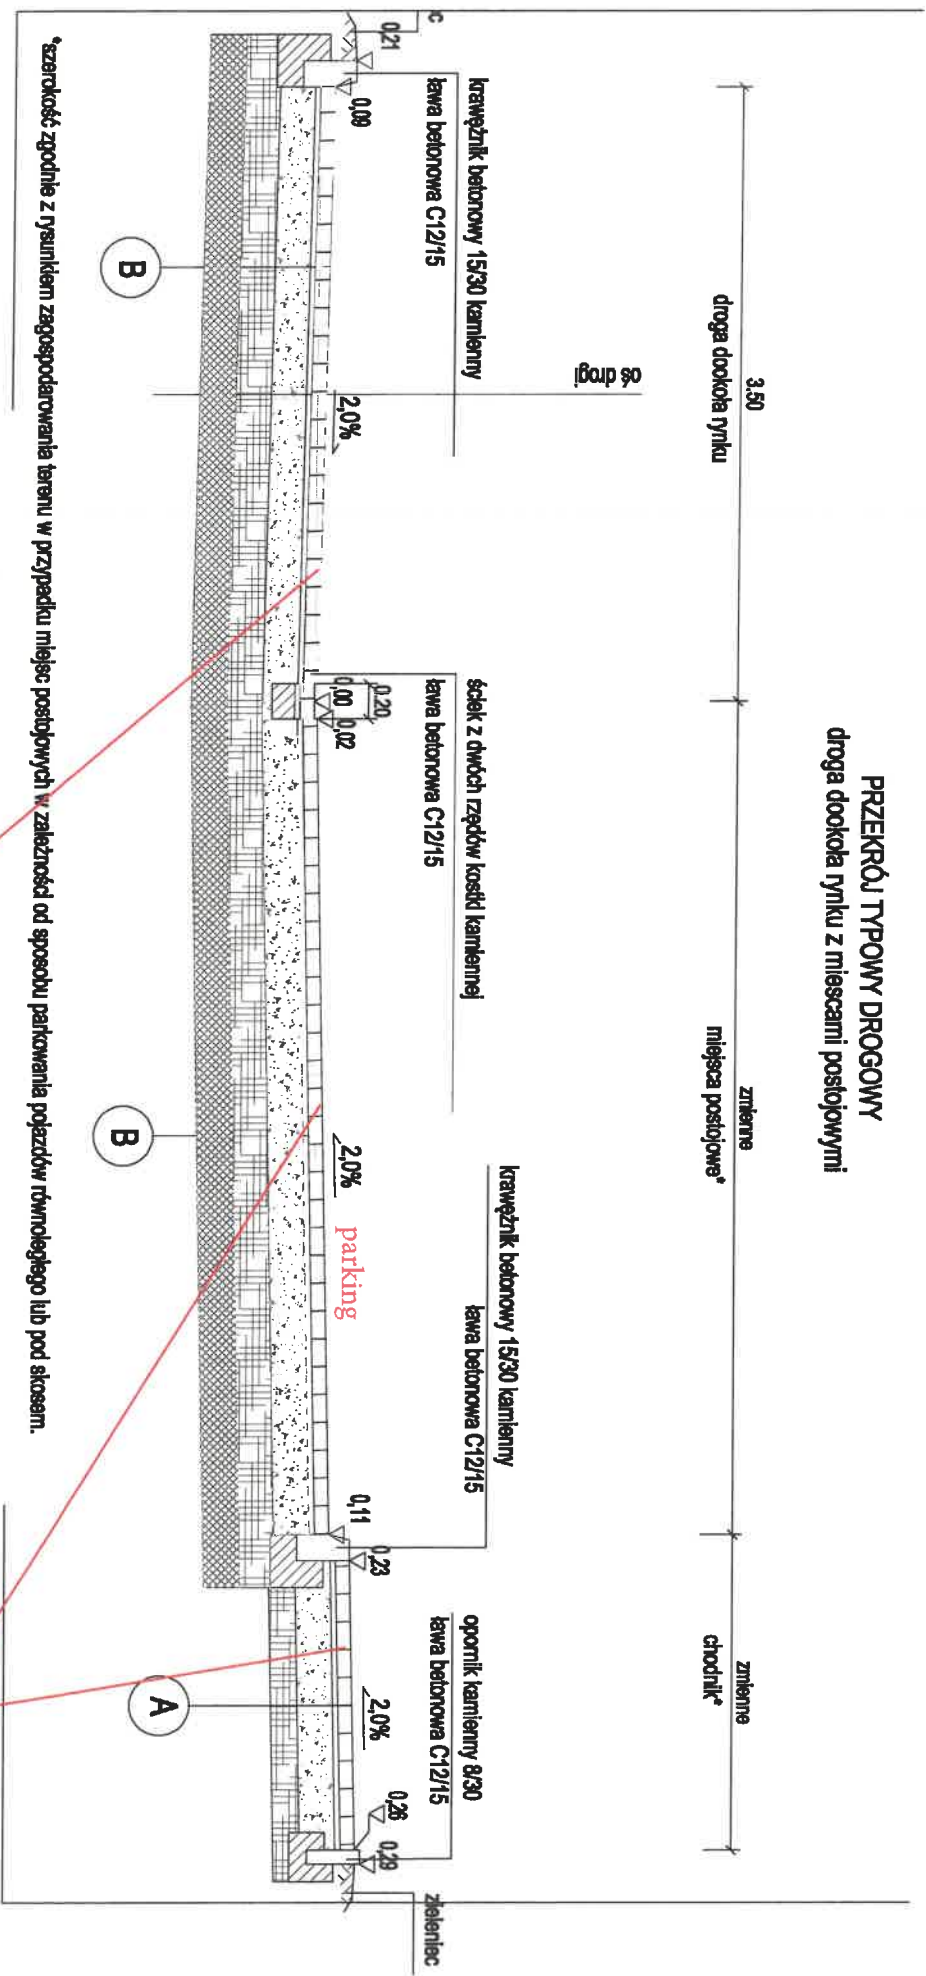 PRZEKRÓJ TYPOWY DROGOWY
droga dookoła rynku z miescami postojowymi
3.50
droga dookoła rynku
zmienne
miejsca postojowe*
zmienne
chodnik*
oś drogi
krawężnik betonowy 15/30 kamienny
ława betonowa C12/15
ściek z dwóch rzędów kostki kamiennej
ława betonowa C12/15
krawężnik betonowy 15/30 kamienny
ława betonowa C12/15
opornik kamienny 8/30
ława betonowa C12/15
c
zieleniec
0,21
0,09
2,0%
0,20
0,00
0,02
2,0%
parking
0,11
0,23
2,0%
0,26
0,29
B
B
A
*szerokość zgodnie z rysunkiem zagospodarowania terenu w przypadku miejsc postojowych w zależności od sposobu parkowania pojazdów równoległego lub pod skosem.